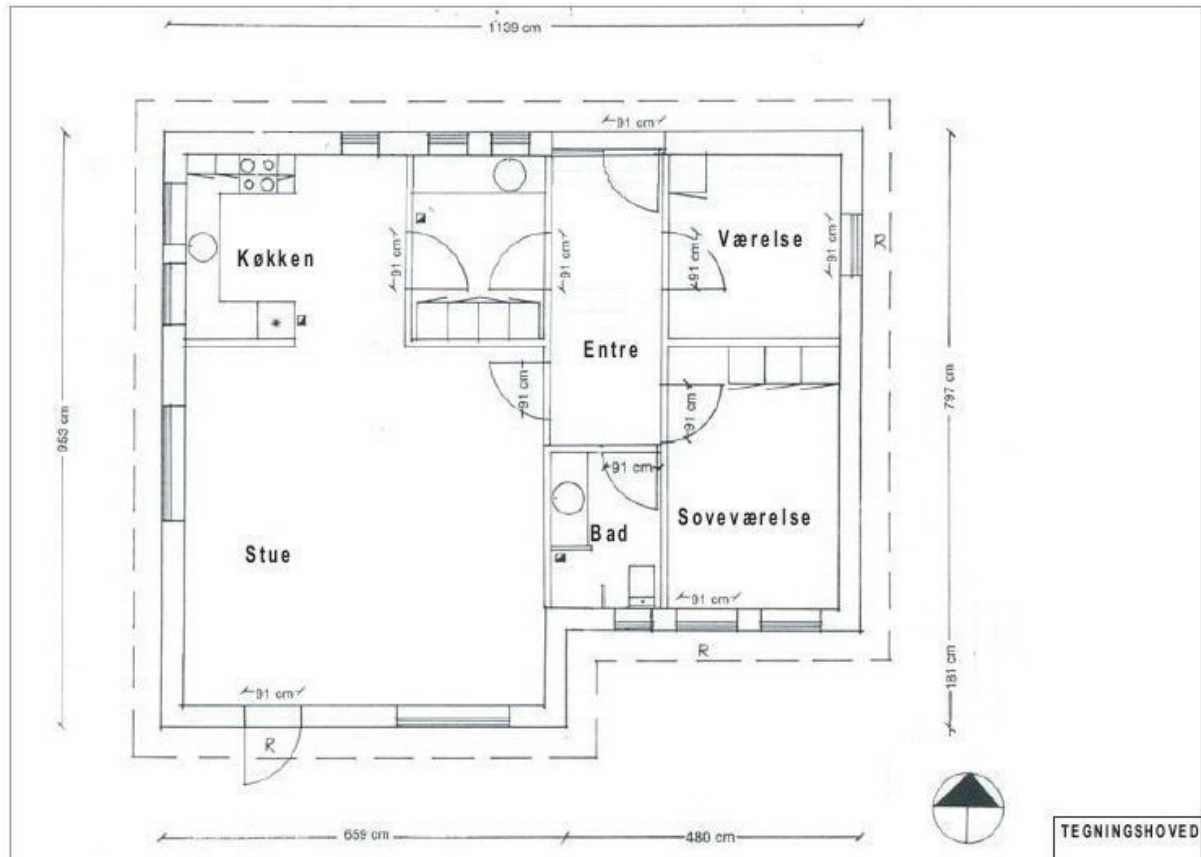 1139 cm
91 cm
Køkken
91 cm
91 cm
91 cm
Værelse
91 cm
R
Entre
953 cm
797 cm
91 cm
91 cm
91 cm
Bad
Soveværelse
Stue
91 cm
R
181 cm
91 cm
R
659 cm
480 cm
TEGNINGSHOVED